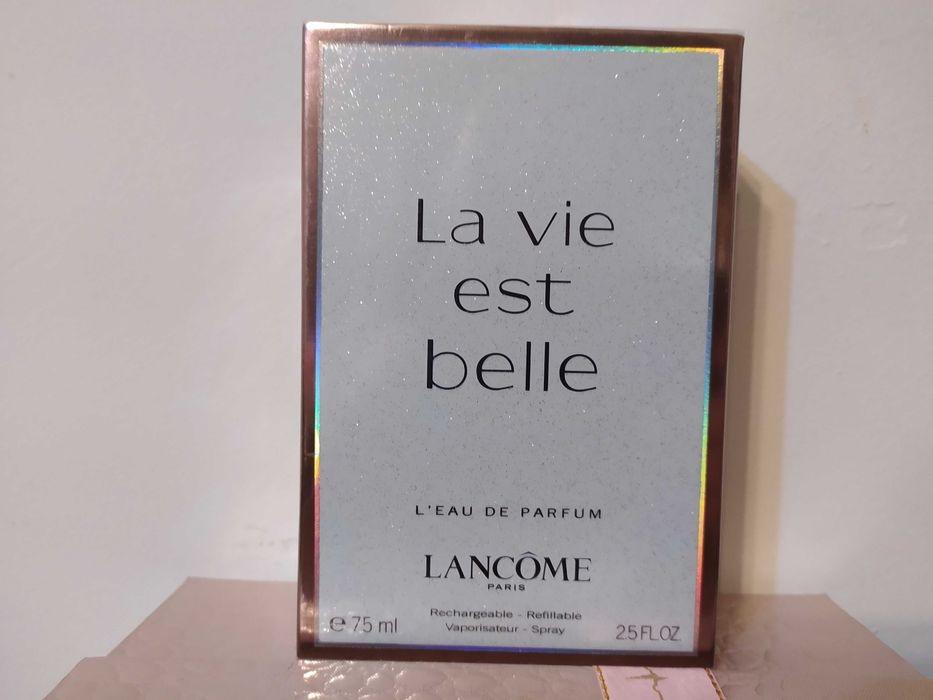 La vie
est
belle
L'EAU DE PARFUM
LANCÔME
PARIS
Rechargeable - Refillable
Vaporisateur - Spray
e 75 ml
2.5 FL.OZ.